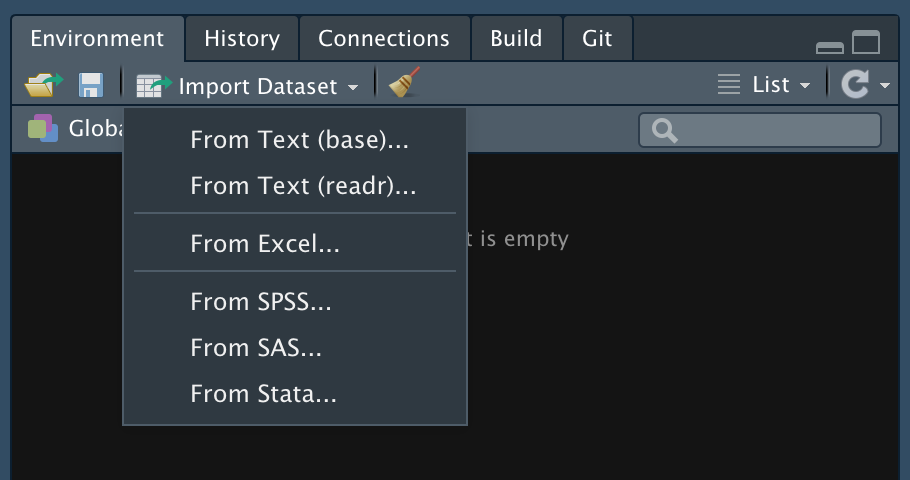 Environment History Connections Build Git
Import Dataset List
From Text (base)...
From Text (readr)...
From Excel...
is empty
From SPSS...
From SAS...
From Stata...